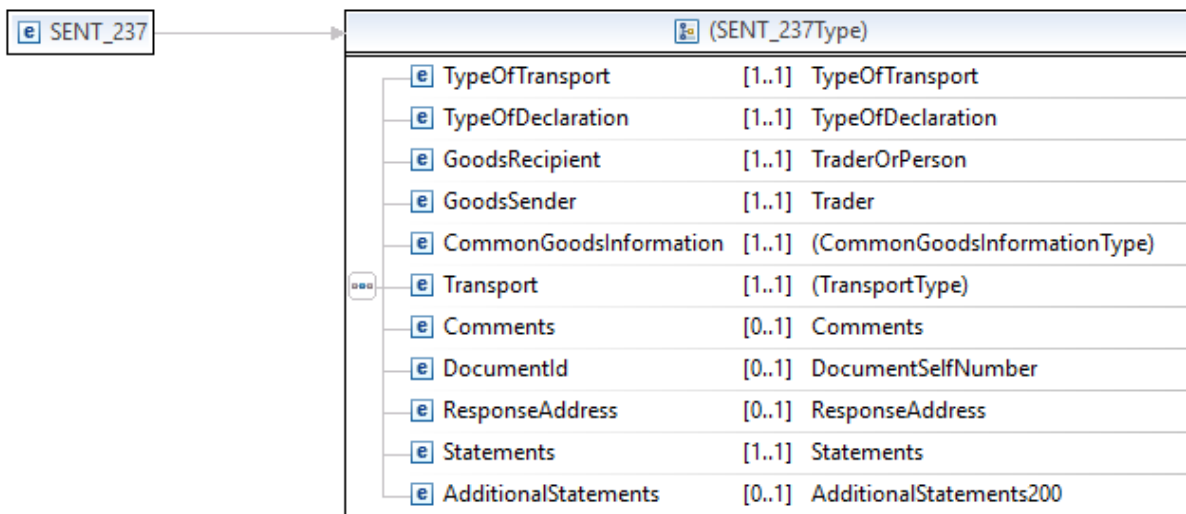 e SENT_237
(SENT_237Type)
e TypeOfTransport [1..1] TypeOfTransport
e TypeOfDeclaration [1..1] TypeOfDeclaration
e GoodsRecipient [1..1] TraderOrPerson
e GoodsSender [1..1] Trader
e CommonGoodsInformation [1..1] (CommonGoodsInformationType)
e Transport [1..1] (TransportType)
e Comments [0..1] Comments
e DocumentId [0..1] DocumentSelfNumber
e ResponseAddress [0..1] ResponseAddress
e Statements [1..1] Statements
e AdditionalStatements [0..1] AdditionalStatements200